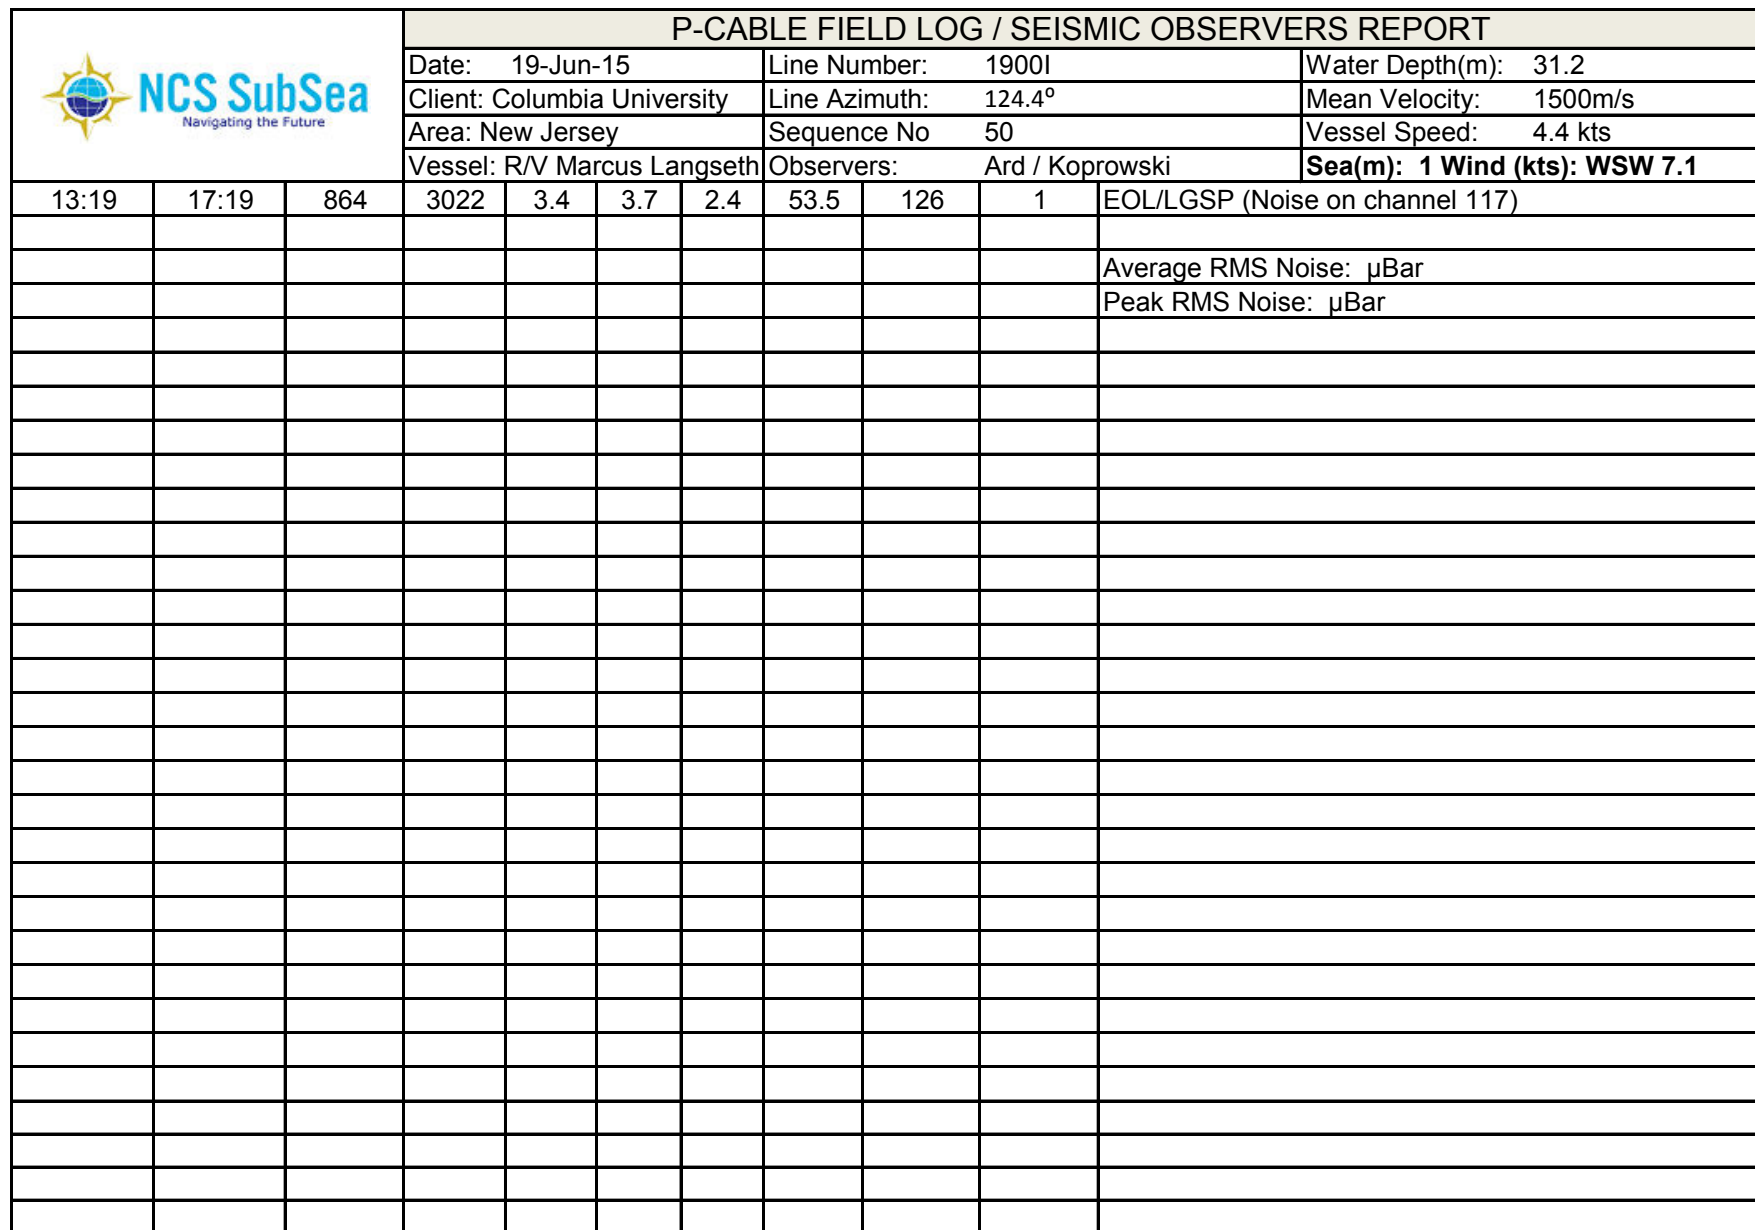 P-CABLE FIELD LOG / SEISMIC OBSERVERS REPORT
NCS SubSea
Navigating the Future
Date: 19-Jun-15 Line Number: 1900I Water Depth(m): 31.2
Client: Columbia University Line Azimuth: 124.4º Mean Velocity: 1500m/s
Area: New Jersey Sequence No 50 Vessel Speed: 4.4 kts
Vessel: R/V Marcus Langseth Observers: Ard / Koprowski Sea(m): 1 Wind (kts): WSW 7.1
13:19 17:19 864 3022 3.4 3.7 2.4 53.5 126 1 EOL/LGSP (Noise on channel 117)
Average RMS Noise: µBar
Peak RMS Noise: µBar